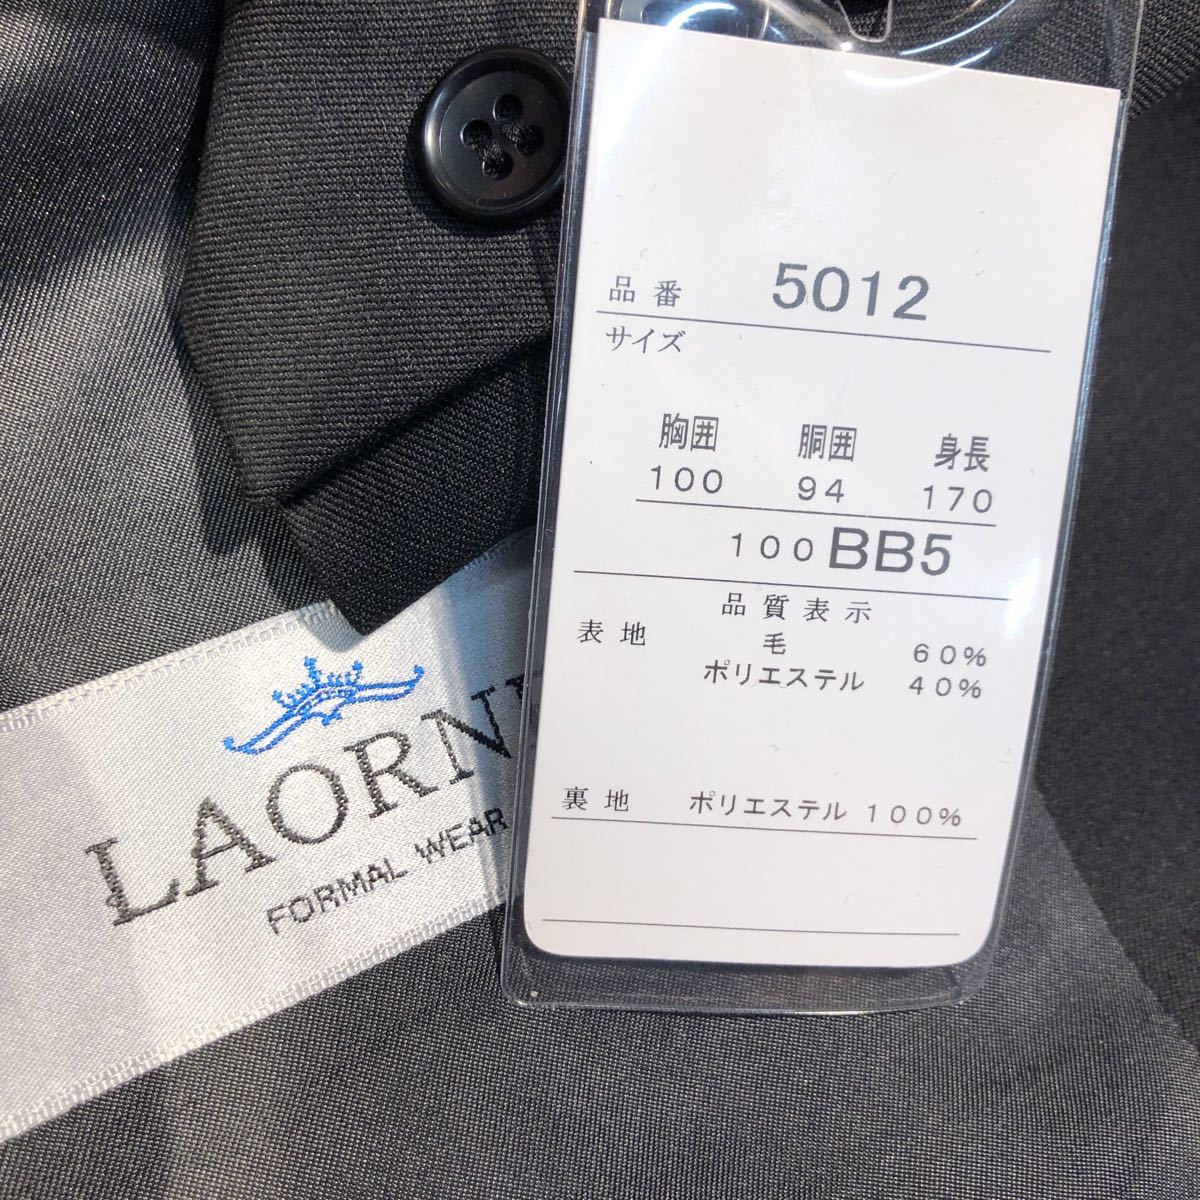 品番 5012
サイズ
胸囲 胴囲 身長
100 94 170
100BB5
品質表示
表地 毛 60%
ポリエステル 40%
裏地 ポリエステル 100%
LAORN
FORMAL WEAR